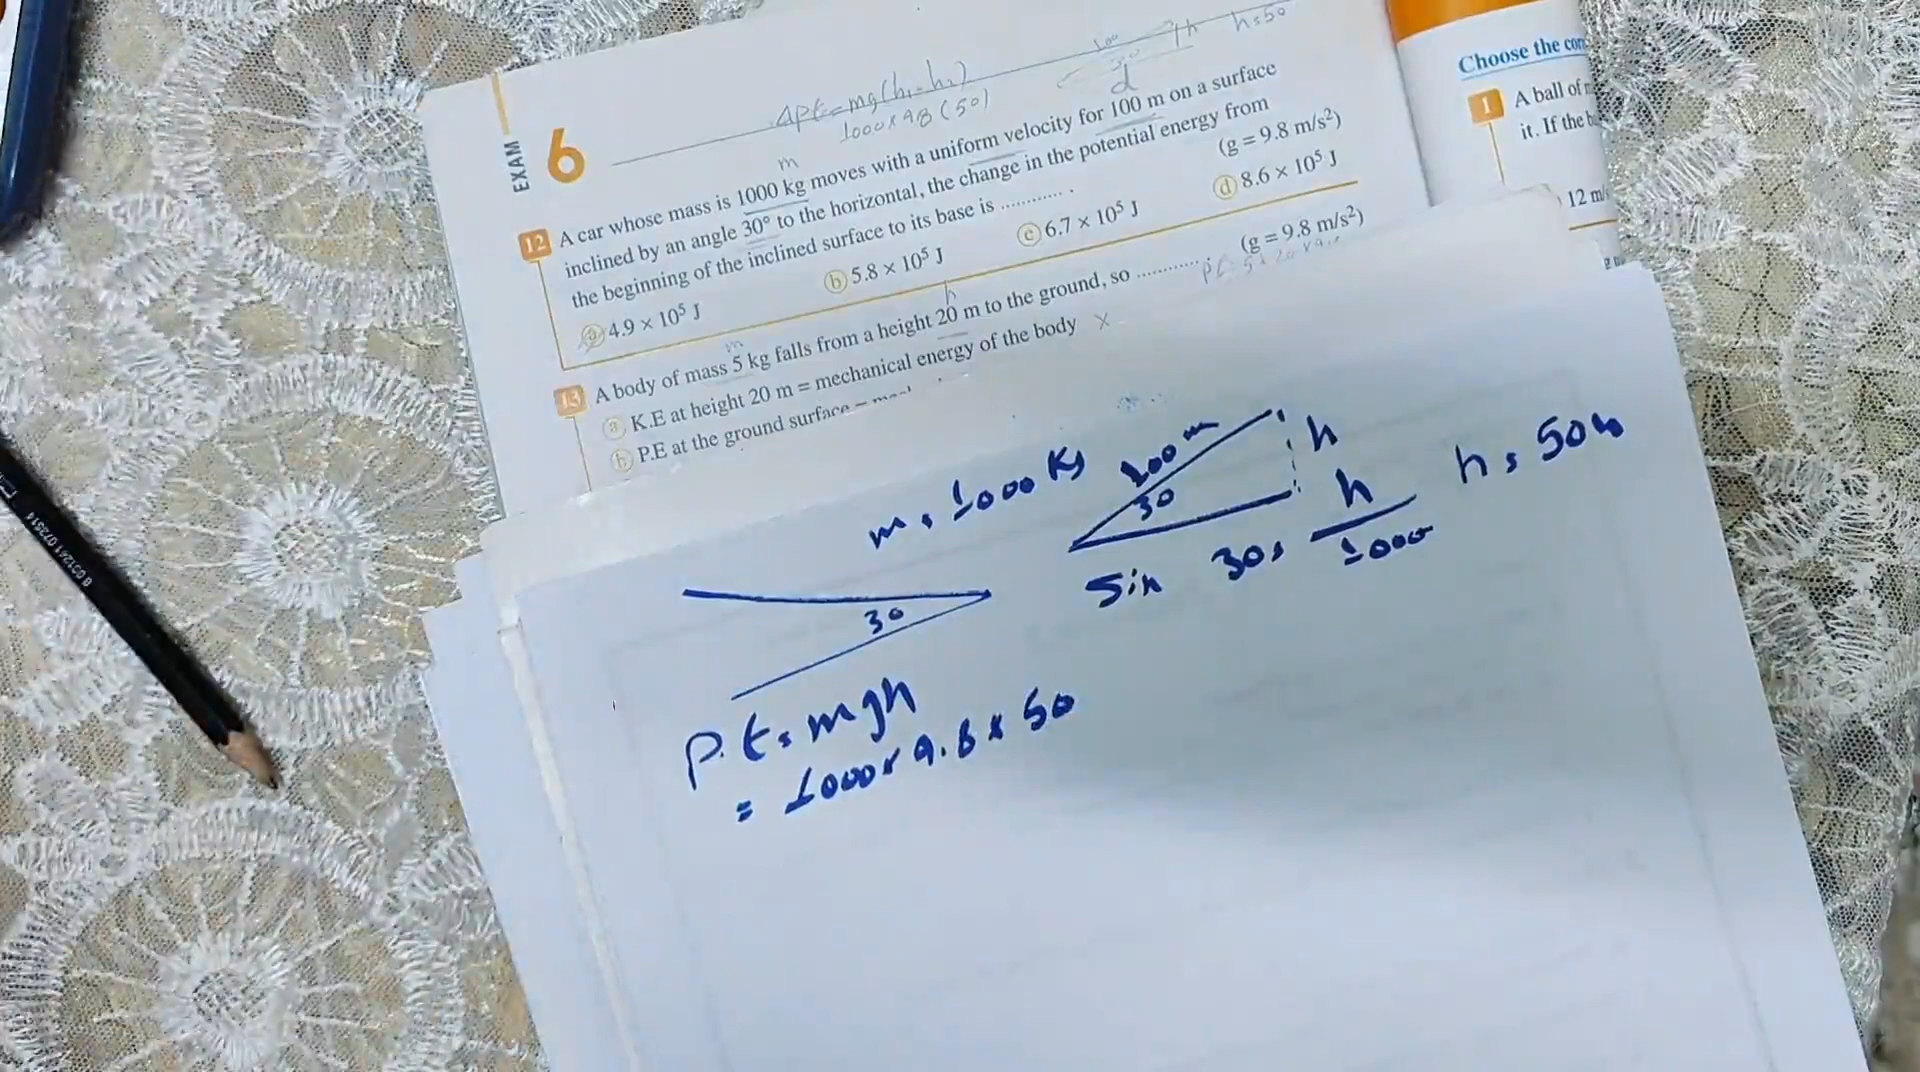 h = 50
100
h
30
ΔPE = mg(h₁ - h₂)
1000 x 9.8 (50)
d
m
EXAM 6
12 A car whose mass is 1000 kg moves with a uniform velocity for 100 m on a surface
inclined by an angle 30° to the horizontal, the change in the potential energy from
the beginning of the inclined surface to its base is ............ .
(g = 9.8 m/s²)
a 4.9 × 10⁵ J
b 5.8 × 10⁵ J
c 6.7 × 10⁵ J
d 8.6 × 10⁵ J
h
m
13 A body of mass 5 kg falls from a height 20 m to the ground, so ............ .
(g = 9.8 m/s²)
a K.E at height 20 m = mechanical energy of the body x
b P.E at the ground surface =
Choose the
1 A ball of
it. If the
12 m/
m = 1000 Kg
100 m
30
h
h = 50 m
Sin 30 = h
1000
30
P.E = mgh
= 1000 x 9.8 x 50